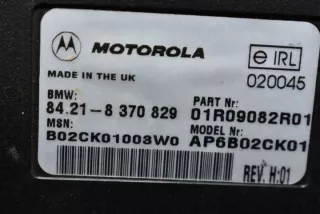 MOTOROLA
e IRL
MADE IN THE UK
020045
BMW:
84.21-8 370 829
PART Nr:
01R09082R01
MSN:
B02CK01003W0
MODEL Nr:
AP6B02CK01
REV. H:01